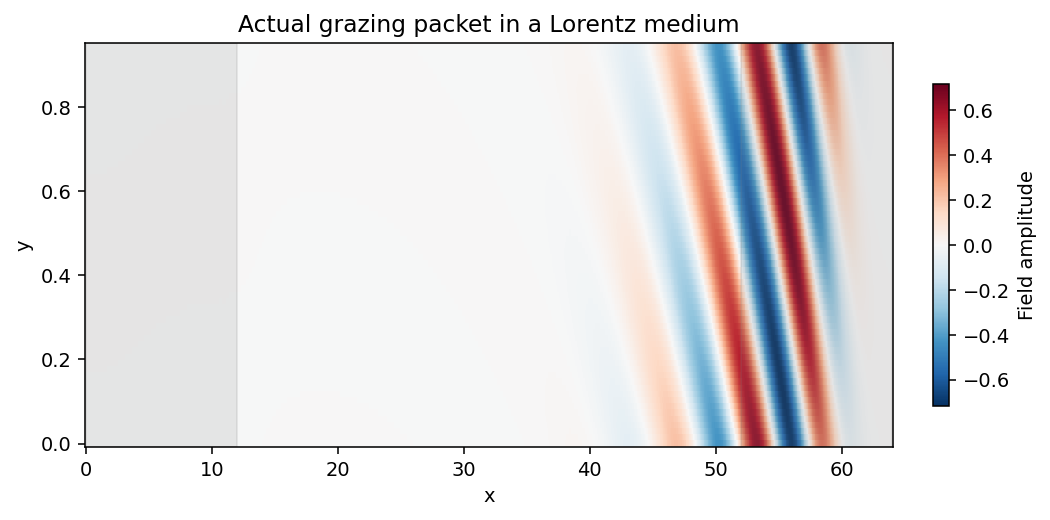 Actual grazing packet in a Lorentz medium
0.8
0.6
0.4
0.2
0.0
y
0 10 20 30 40 50 60
x
0.6
0.4
0.2
0.0
−0.2
−0.4
−0.6
Field amplitude